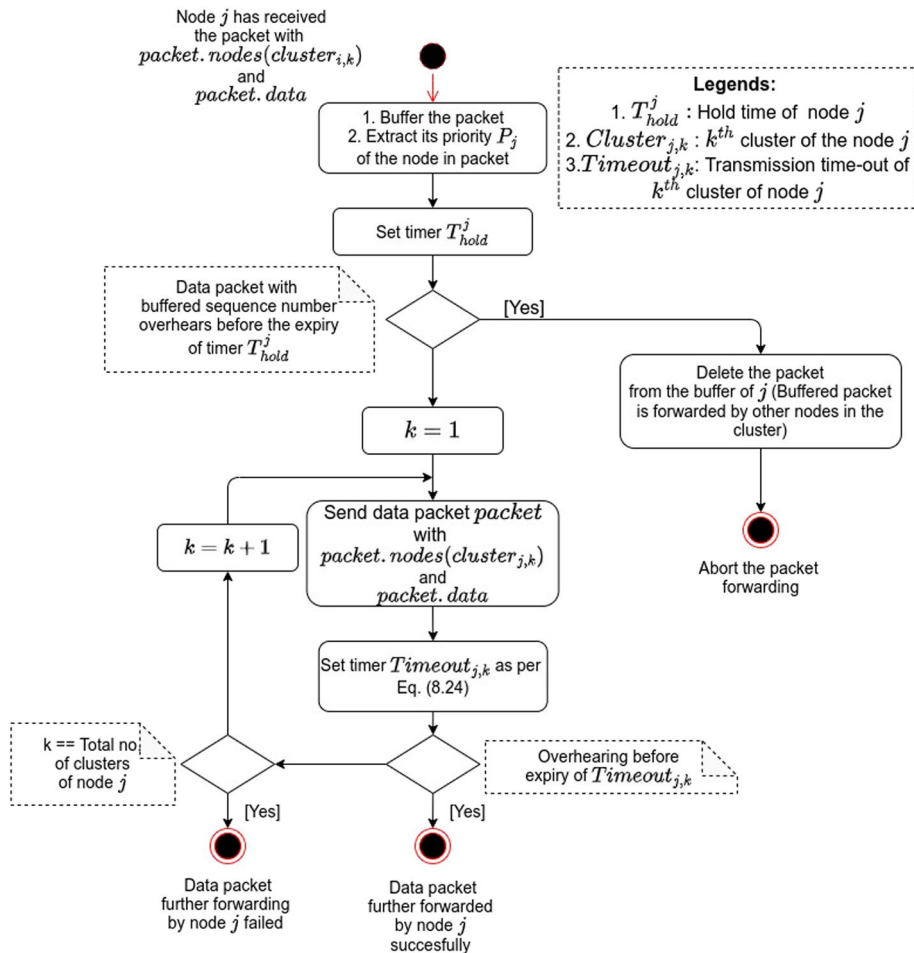 Node j has received
the packet with
packet.nodes(cluster_{i,k})
and
packet.data
Legends:
1. T^j_{hold} : Hold time of node j
2. Cluster_{j,k} : k^{th} cluster of the node j
3.Timeout_{j,k}: Transmission time-out of
k^{th} cluster of node j
1. Buffer the packet
2. Extract its priority P_j
of the node in packet
Set timer T^j_{hold}
Data packet with
buffered sequence number
overhears before the expiry
of timer T^j_{hold}
[Yes]
Delete the packet
from the buffer of j (Buffered packet
is forwarded by other nodes in the
cluster)
k = 1
Abort the packet
forwarding
k = k + 1
Send data packet packet
with
packet.nodes(cluster_{j,k})
and
packet.data
Set timer Timeout_{j,k} as per
Eq. (8.24)
k == Total no.
of clusters
of node j
Overhearing before
expiry of Timeout_{j,k}
[Yes]
[Yes]
Data packet
further forwarding
by node j failed
Data packet
further forwarded
by node j
succesfully